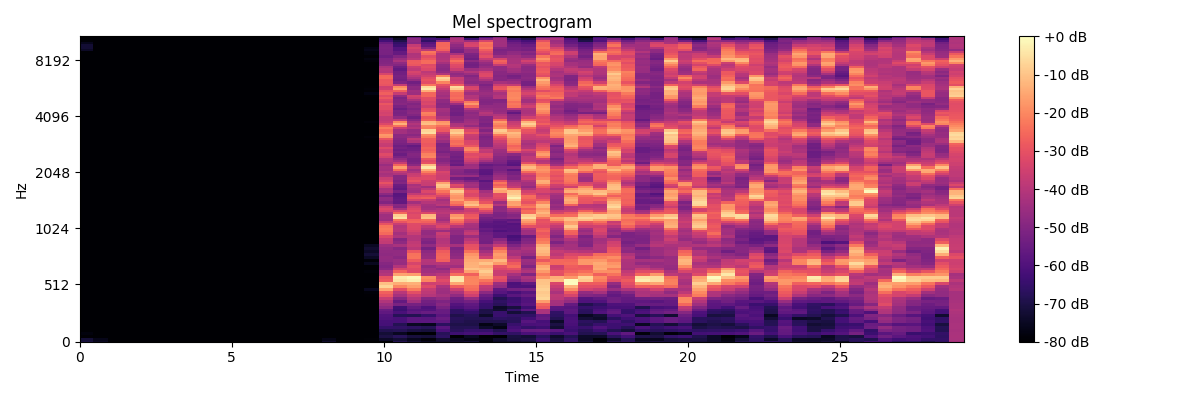 Mel spectrogram
8192
4096
2048
1024
512
0
Hz
0 5 10 15 20 25
Time
+0 dB
-10 dB
-20 dB
-30 dB
-40 dB
-50 dB
-60 dB
-70 dB
-80 dB